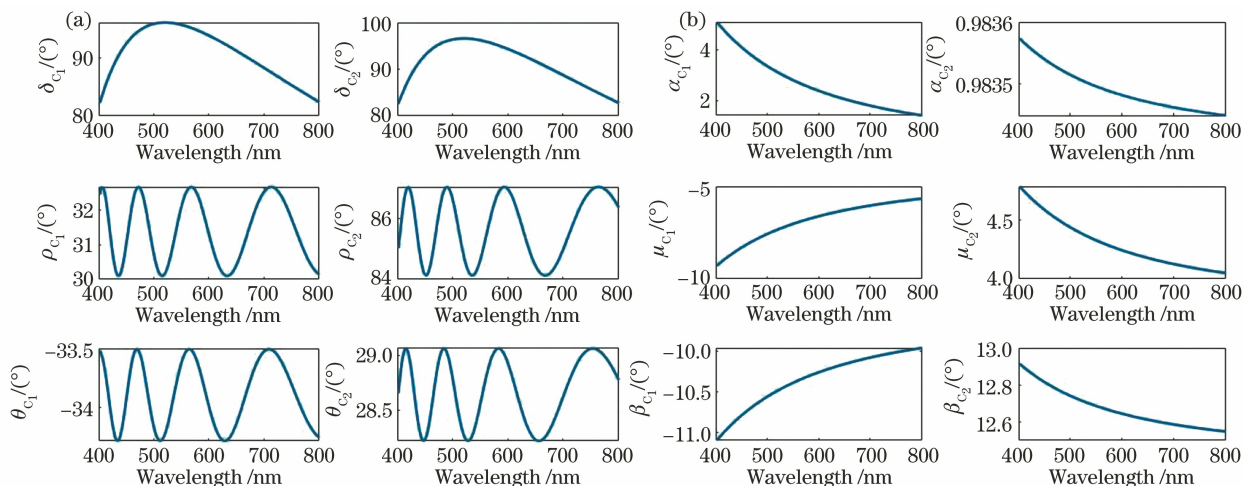 (a)
δC1/(°)
90
80
400 500 600 700 800
Wavelength /nm
δC2/(°)
100
90
80
400 500 600 700 800
Wavelength /nm
(b)
αC1/(°)
4
2
400 500 600 700 800
Wavelength /nm
αC2/(°)
0.9836
0.9835
400 500 600 700 800
Wavelength /nm
ρC1/(°)
32
31
30
400 500 600 700 800
Wavelength /nm
ρC2/(°)
86
84
400 500 600 700 800
Wavelength /nm
μC1/(°)
−5
−10
400 500 600 700 800
Wavelength /nm
μC2/(°)
4.5
4.0
400 500 600 700 800
Wavelength /nm
θC1/(°)
−33.5
−34
400 500 600 700 800
Wavelength /nm
θC2/(°)
29.0
28.5
400 500 600 700 800
Wavelength /nm
βC1/(°)
−10.0
−10.5
−11.0
400 500 600 700 800
Wavelength /nm
βC2/(°)
13.0
12.8
12.6
400 500 600 700 800
Wavelength /nm